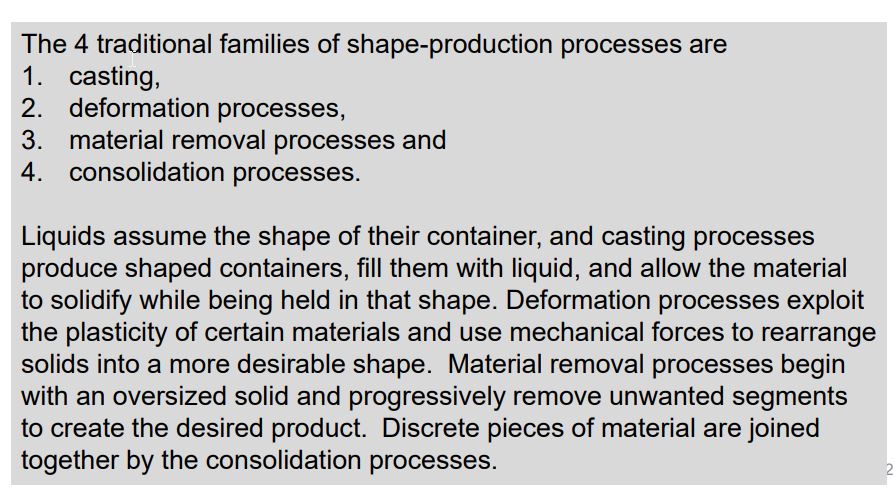 The 4 traditional families of shape-production processes are
1. casting,
2. deformation processes,
3. material removal processes and
4. consolidation processes.
Liquids assume the shape of their container, and casting processes
produce shaped containers, fill them with liquid, and allow the material
to solidify while being held in that shape. Deformation processes exploit
the plasticity of certain materials and use mechanical forces to rearrange
solids into a more desirable shape.  Material removal processes begin
with an oversized solid and progressively remove unwanted segments
to create the desired product.  Discrete pieces of material are joined
together by the consolidation processes.
2